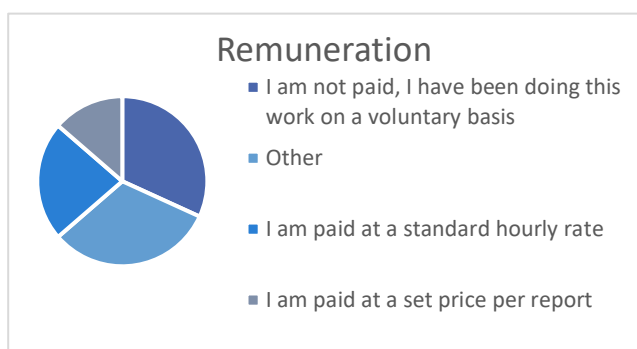 Remuneration
I am not paid, I have been doing this
work on a voluntary basis
Other
I am paid at a standard hourly rate
I am paid at a set price per report